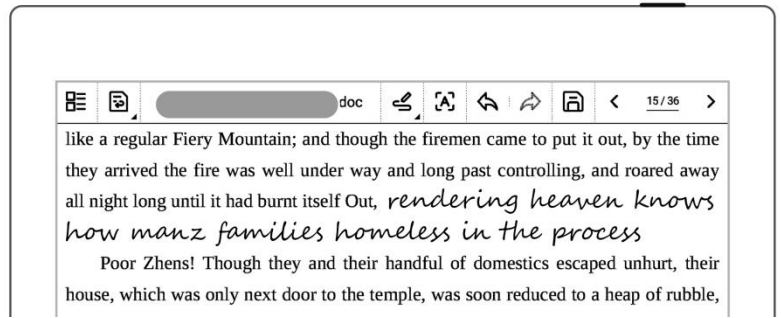 doc
15/36
like a regular Fiery Mountain; and though the firemen came to put it out, by the time
they arrived the fire was well under way and long past controlling, and roared away
all night long until it had burnt itself Out, rendering heaven knows
how manz families homeless in the process
Poor Zhens! Though they and their handful of domestics escaped unhurt, their
house, which was only next door to the temple, was soon reduced to a heap of rubble,